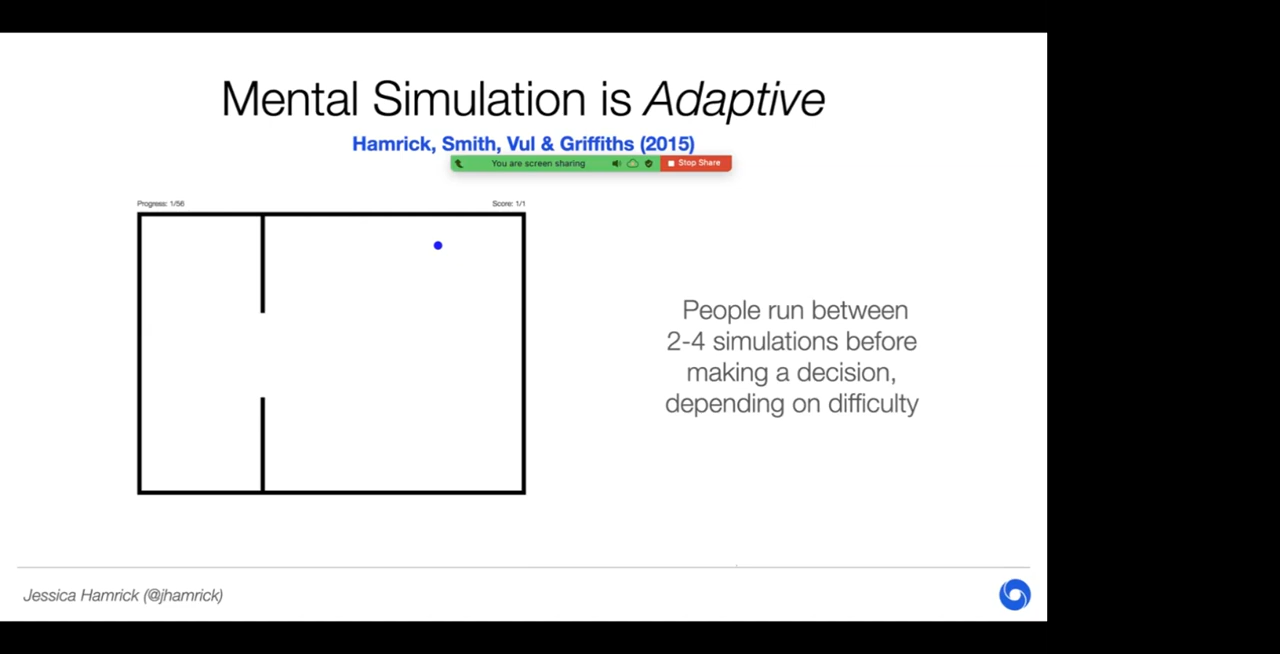 Mental Simulation is Adaptive
Hamrick, Smith, Vul & Griffiths (2015)
You are screen sharing Stop Share
Progress: 1/56 Score: 1/1
People run between
2-4 simulations before
making a decision,
depending on difficulty
Jessica Hamrick (@jhamrick)